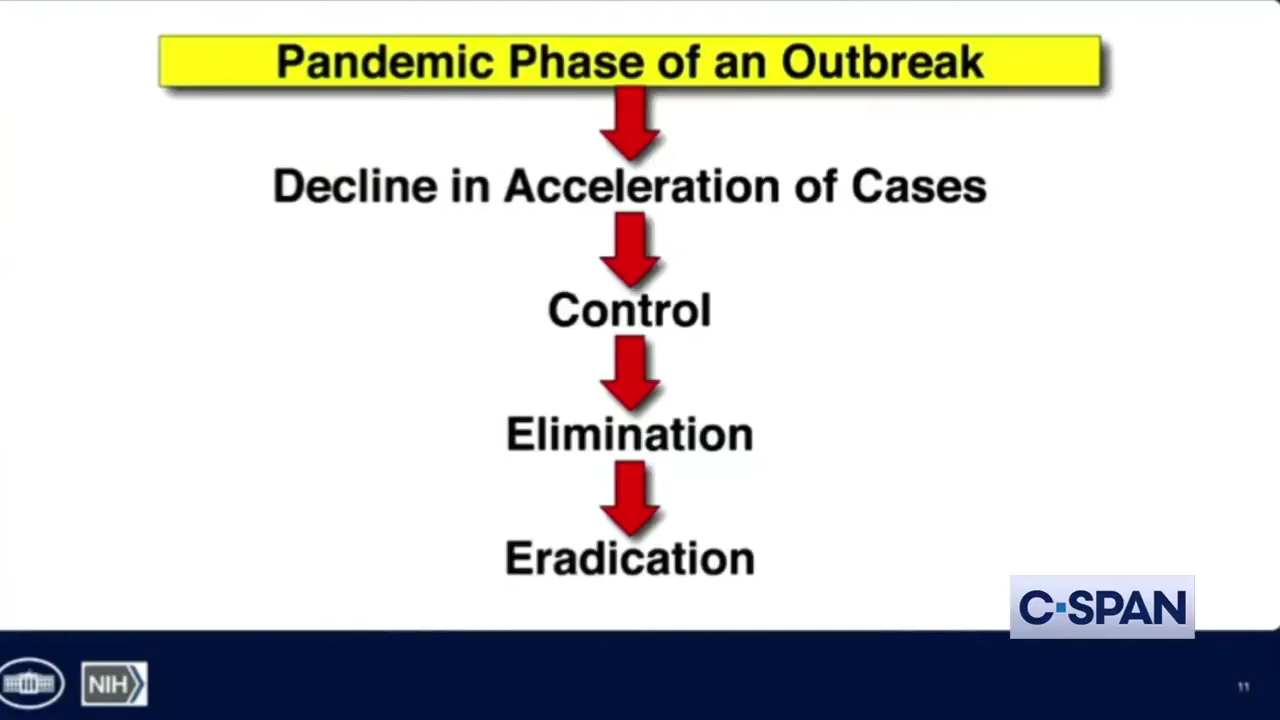 Pandemic Phase of an Outbreak
Decline in Acceleration of Cases
Control
Elimination
Eradication
C·SPAN
NIH
11